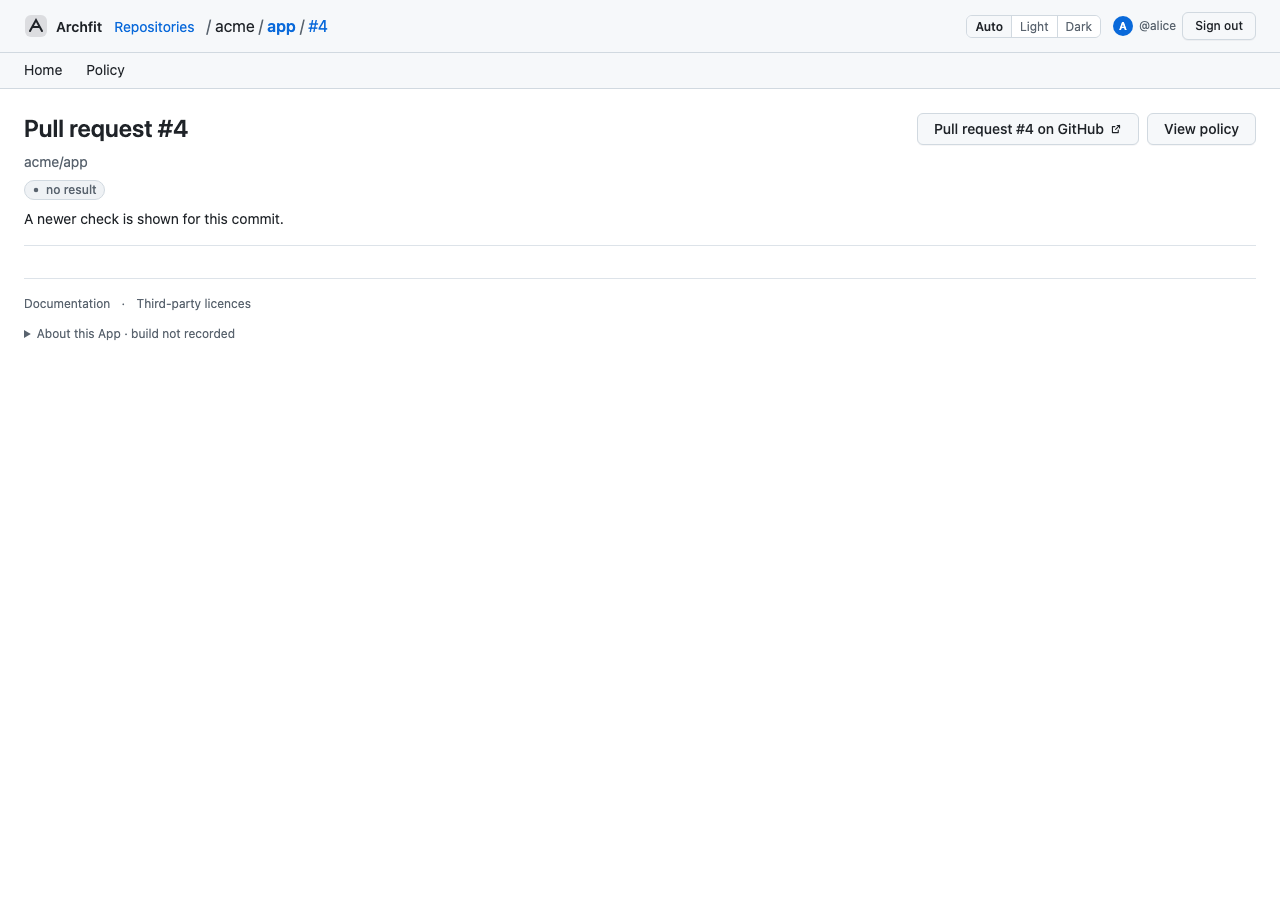 Archfit Repositories / acme / app / #4 Auto Light Dark A @alice Sign out
Home Policy
Pull request #4 Pull request #4 on GitHub View policy
acme/app
• no result
A newer check is shown for this commit.
Documentation · Third-party licences
▶ About this App · build not recorded